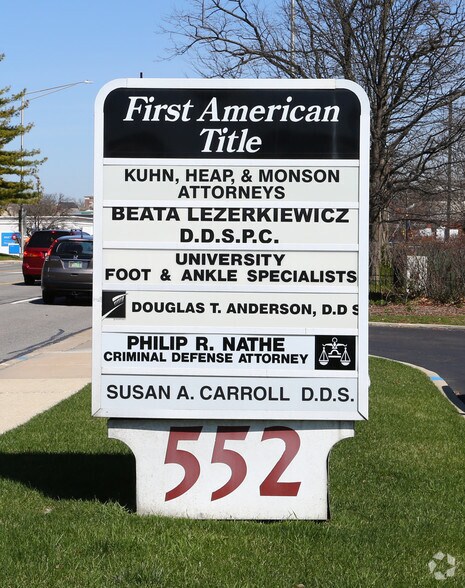 First American
Title
KUHN, HEAP, & MONSON
ATTORNEYS
BEATA LEZERKIEWICZ
D.D.S.P.C.
UNIVERSITY
FOOT & ANKLE SPECIALISTS
DOUGLAS T. ANDERSON, D.D S
PHILIP R. NATHE
CRIMINAL DEFENSE ATTORNEY
SUSAN A. CARROLL D.D.S.
552